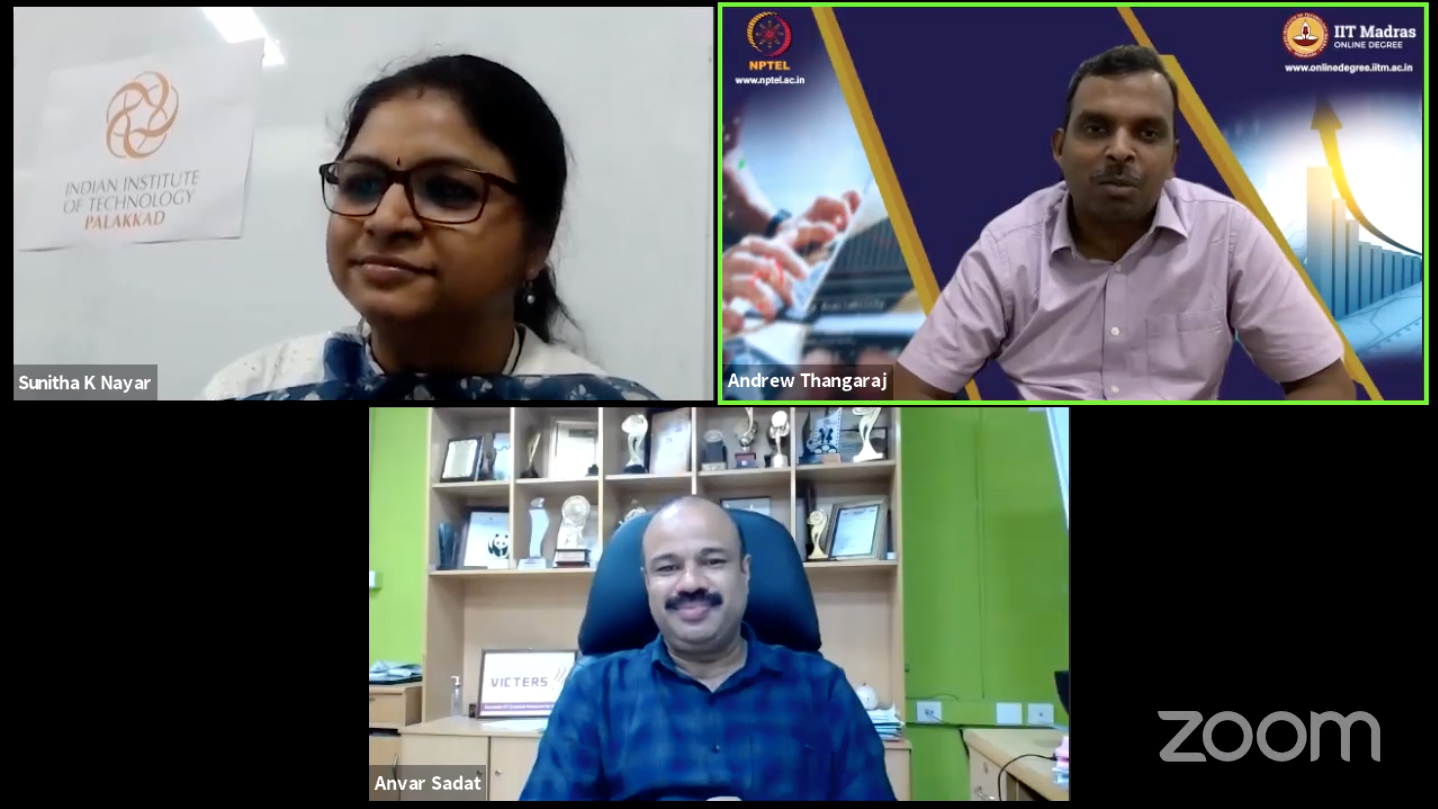 INDIAN INSTITUTE
OF TECHNOLOGY
PALAKKAD
Sunitha K Nayar
NPTEL
www.nptel.ac.in
IIT Madras
ONLINE DEGREE
www.onlinedegree.iitm.ac.in
Andrew Thangaraj
VICTERS
Anvar Sadat
zoom